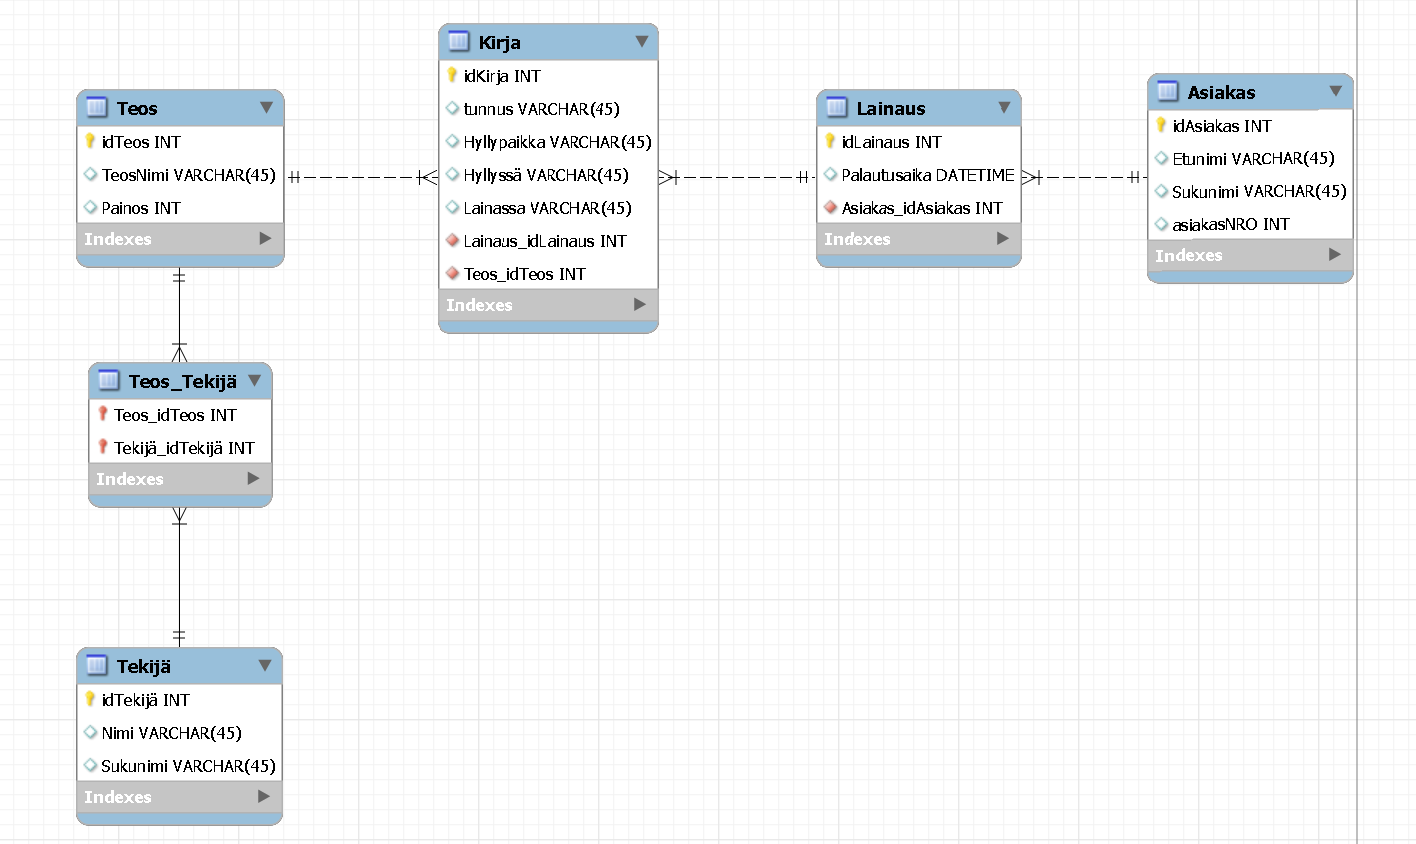 Teos
idTeos INT
TeosNimi VARCHAR(45)
Painos INT
Indexes
Kirja
idKirja INT
tunnus VARCHAR(45)
Hyllypaikka VARCHAR(45)
Hyllyssä VARCHAR(45)
Lainassa VARCHAR(45)
Lainaus_idLainaus INT
Teos_idTeos INT
Indexes
Lainaus
idLainaus INT
Palautusaika DATETIME
Asiakas_idAsiakas INT
Indexes
Asiakas
idAsiakas INT
Etunimi VARCHAR(45)
Sukunimi VARCHAR(45)
asiakasNRO INT
Indexes
Teos_Tekijä
Teos_idTeos INT
Tekijä_idTekijä INT
Indexes
Tekijä
idTekijä INT
Nimi VARCHAR(45)
Sukunimi VARCHAR(45)
Indexes